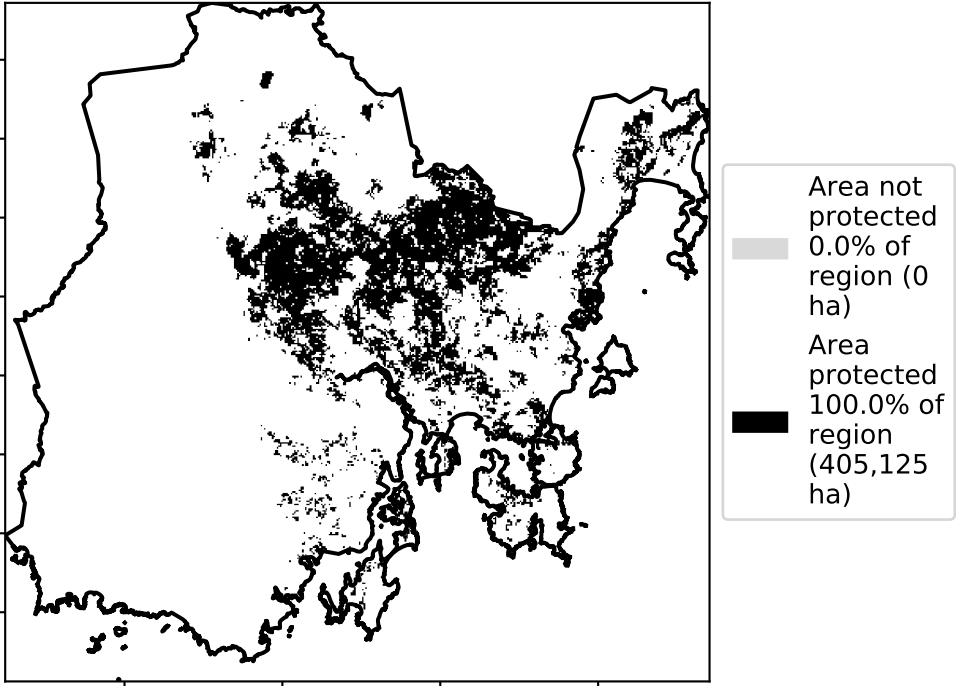 Area not
protected
0.0% of
region (0
ha)
Area
protected
100.0% of
region
(405,125
ha)